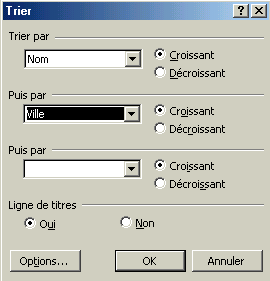 Trier
Trier par
Nom
Croissant
Décroissant
Puis par
Ville
Croissant
Décroissant
Puis par
Croissant
Décroissant
Ligne de titres
Oui
Non
Options...
OK
Annuler